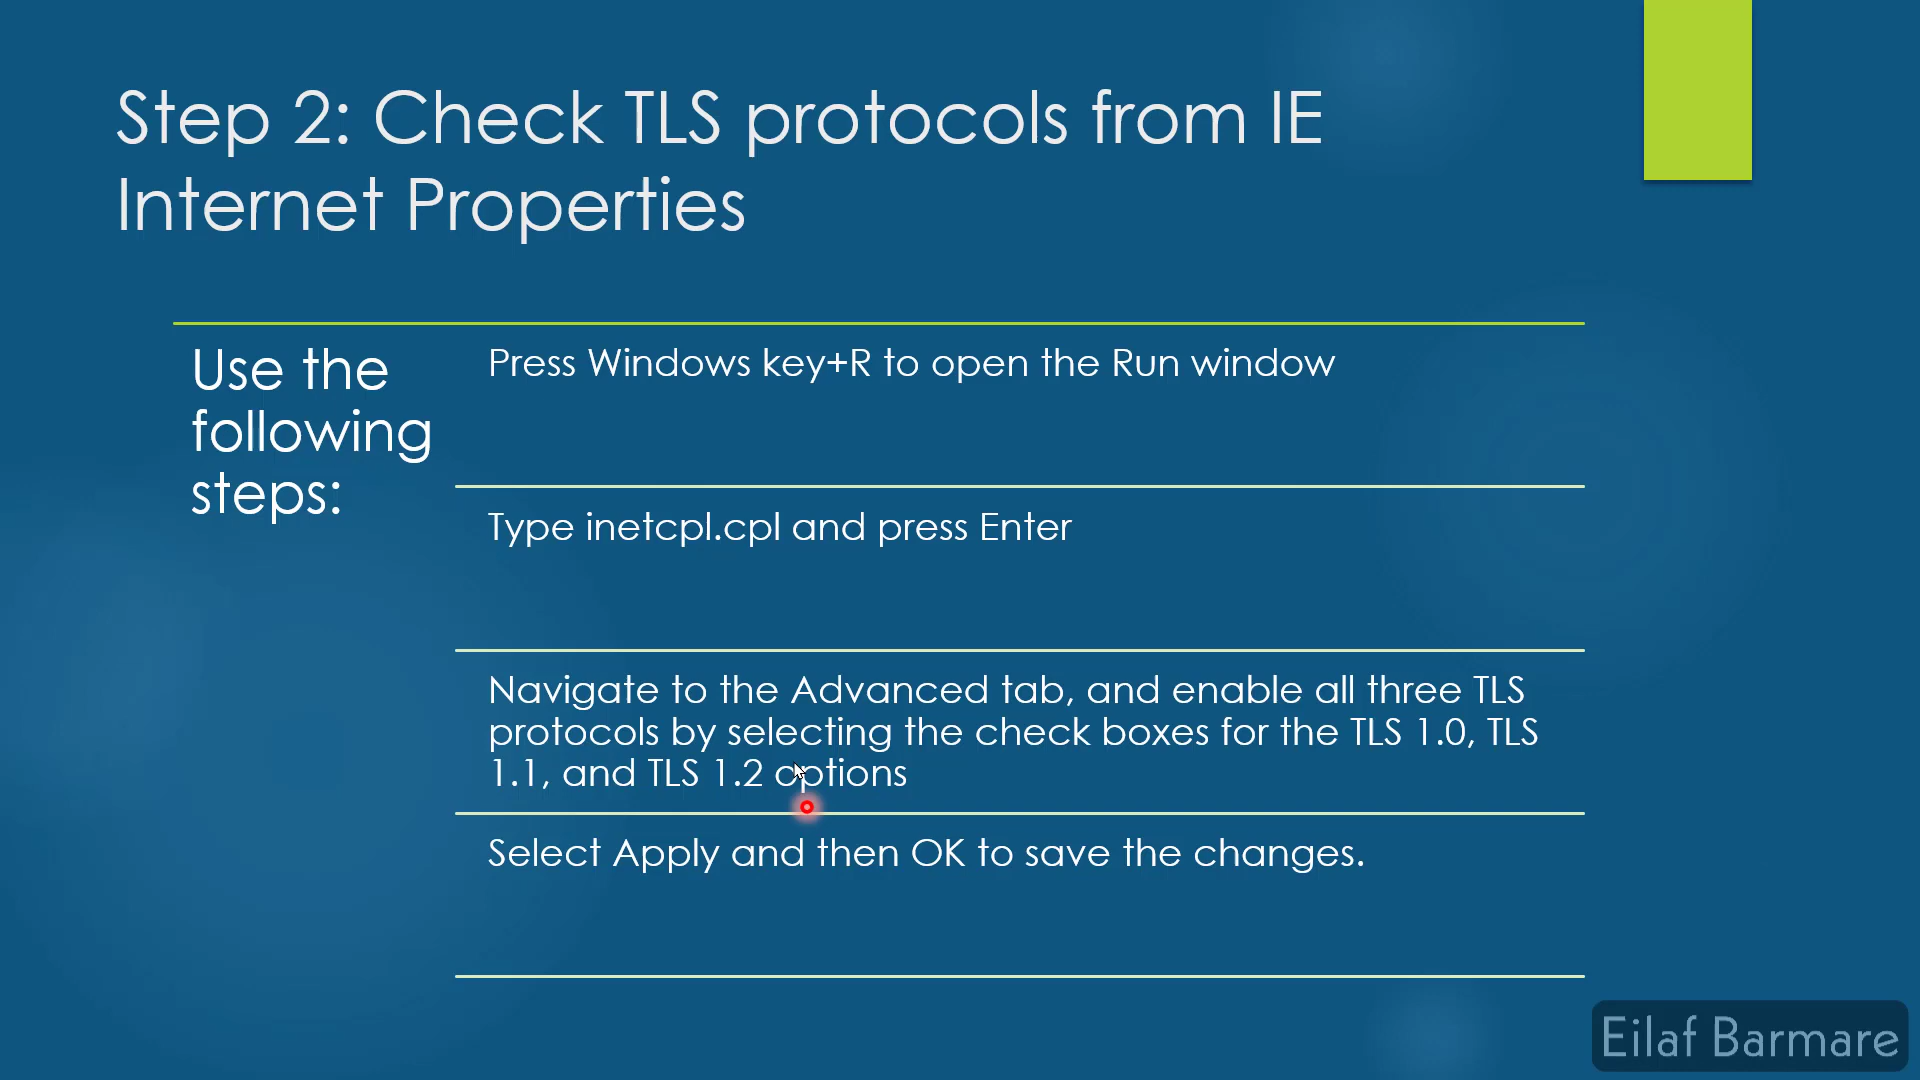 Step 2: Check TLS protocols from IE
Internet Properties
Use the
following
steps:
Press Windows key+R to open the Run window
Type inetcpl.cpl and press Enter
Navigate to the Advanced tab, and enable all three TLS
protocols by selecting the check boxes for the TLS 1.0, TLS
1.1, and TLS 1.2 options
Select Apply and then OK to save the changes.
Eilaf Barmare